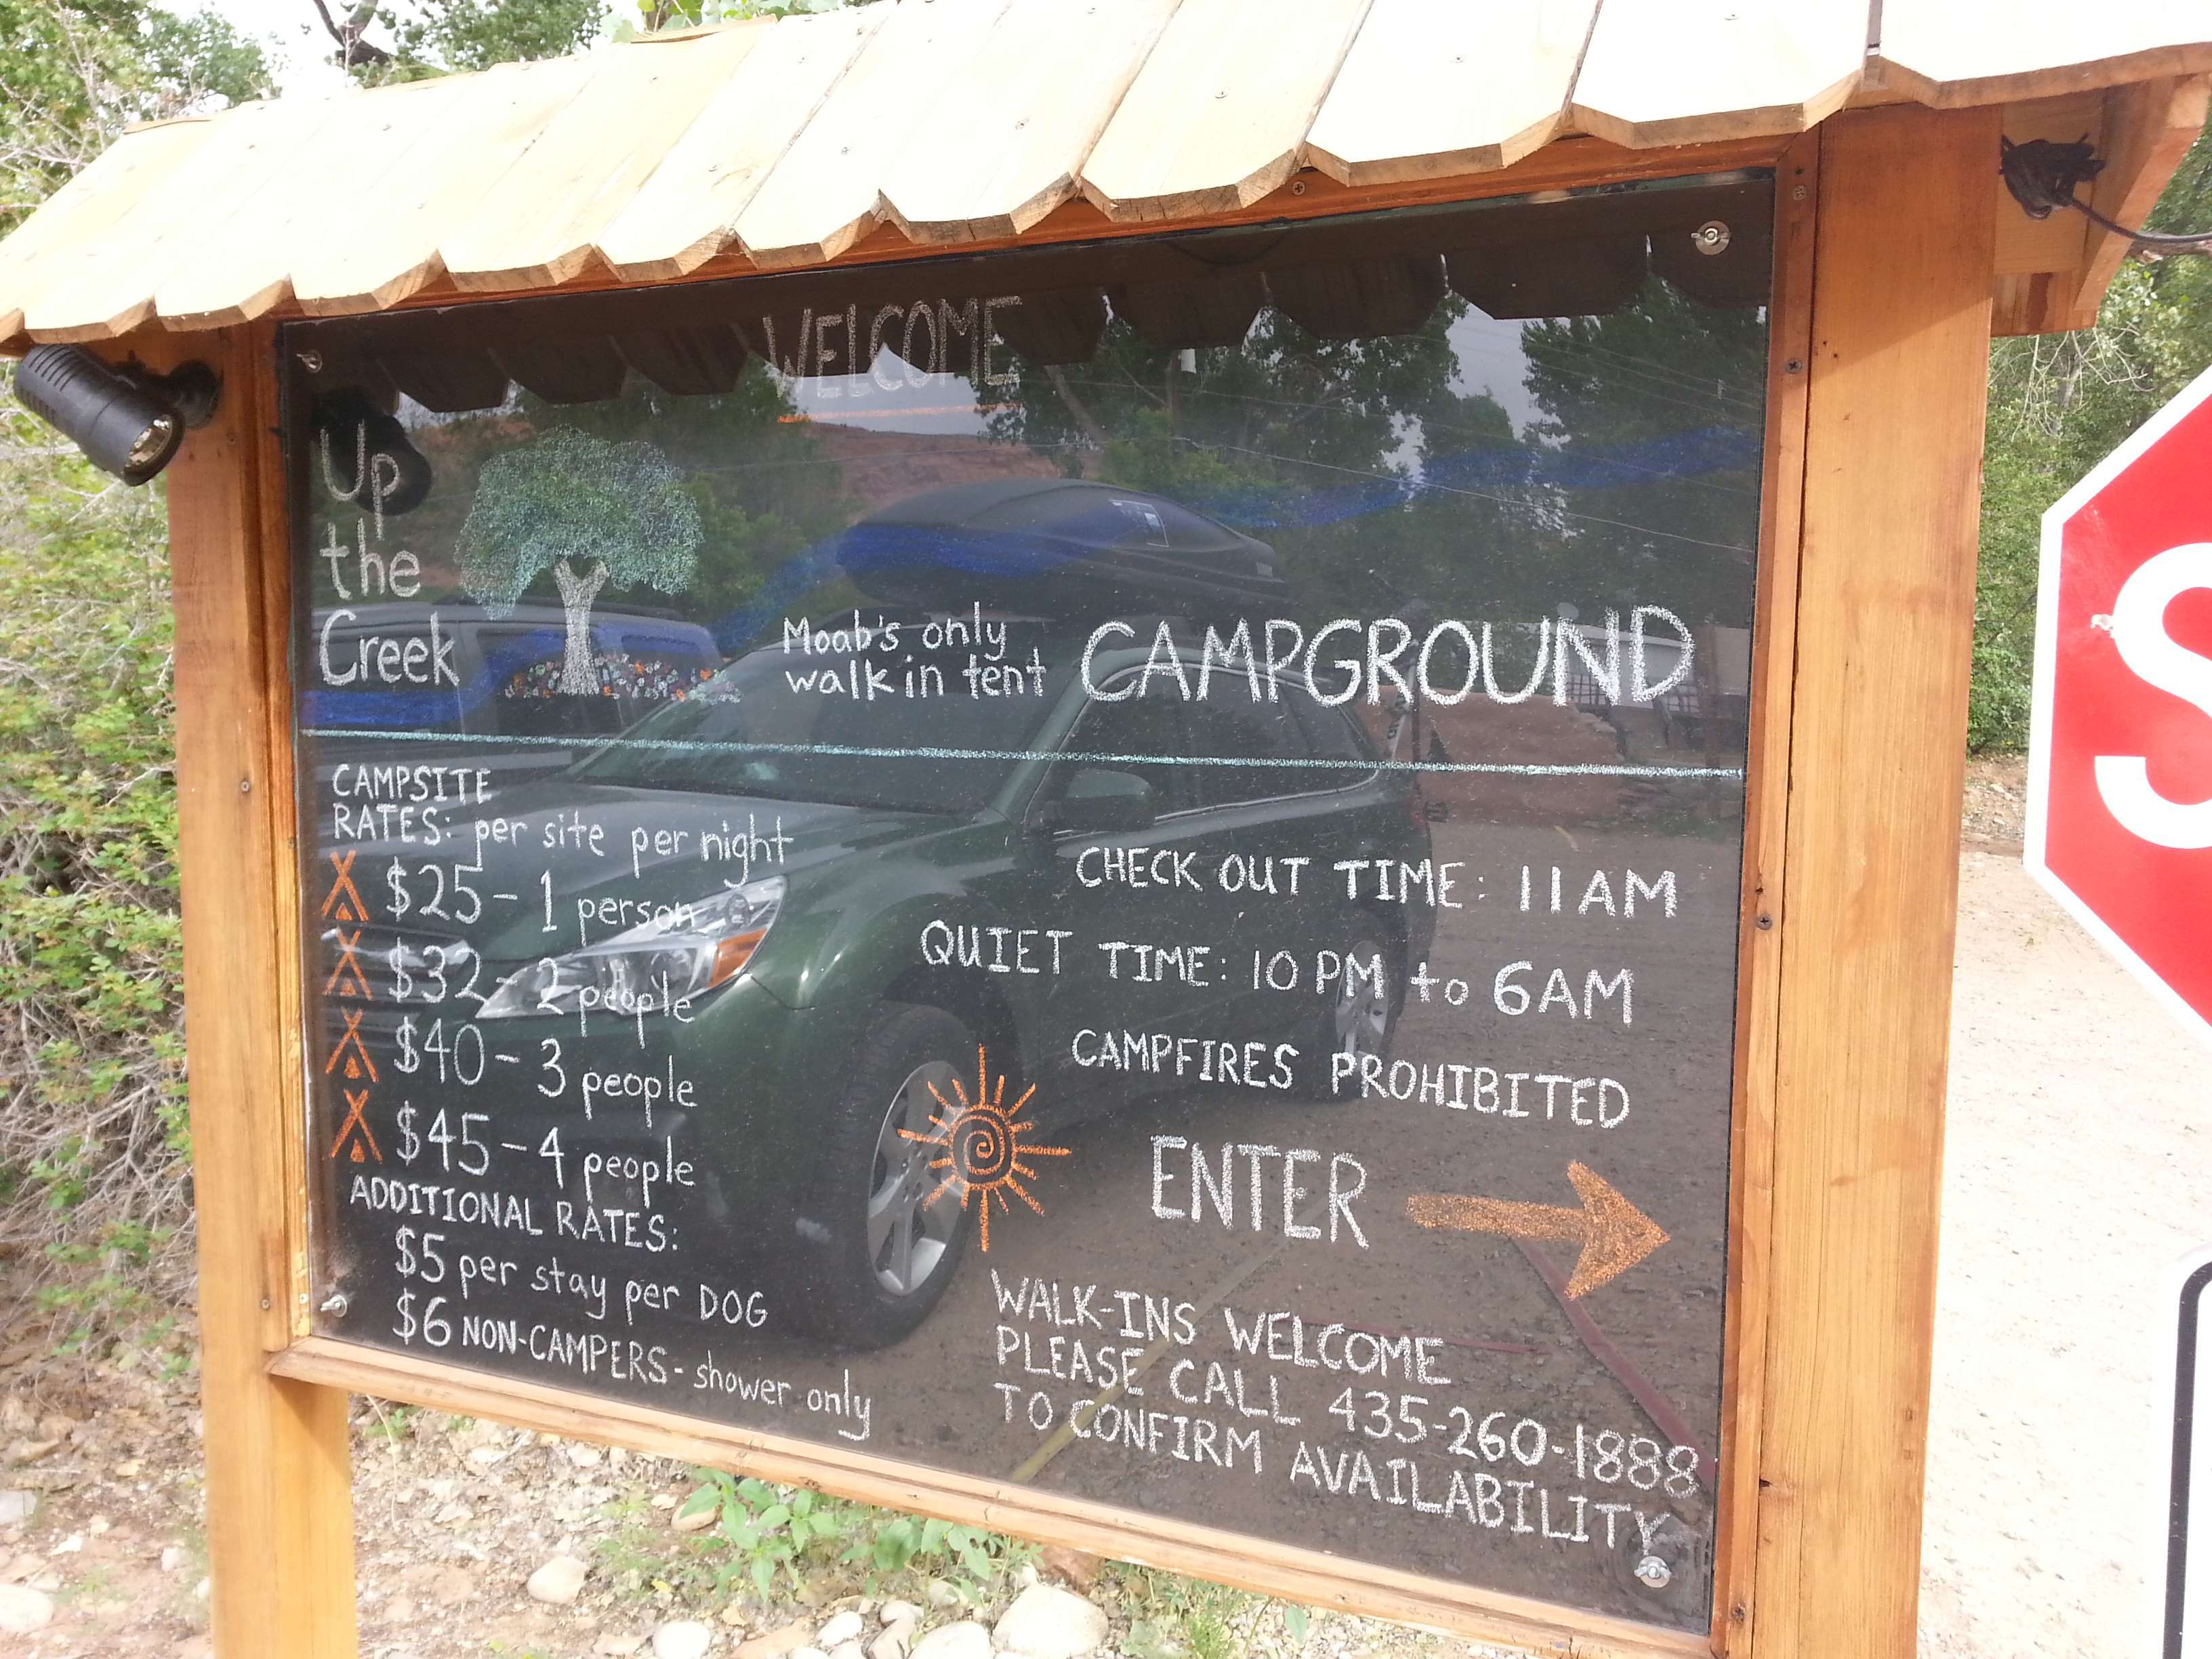 WELCOME
Up
the
Creek
Moab's only
walk in tent
CAMPGROUND
CAMPSITE
RATES: per site per night
$25 - 1 person
$32 - 2 people
$40 - 3 people
$45 - 4 people
ADDITIONAL RATES:
$5 per stay per DOG
$6 NON-CAMPERS - shower only
CHECK OUT TIME: 11 AM
QUIET TIME: 10 PM to 6AM
CAMPFIRES PROHIBITED
ENTER
WALK-INS WELCOME
PLEASE CALL 435-260-1888
TO CONFIRM AVAILABILITY
S